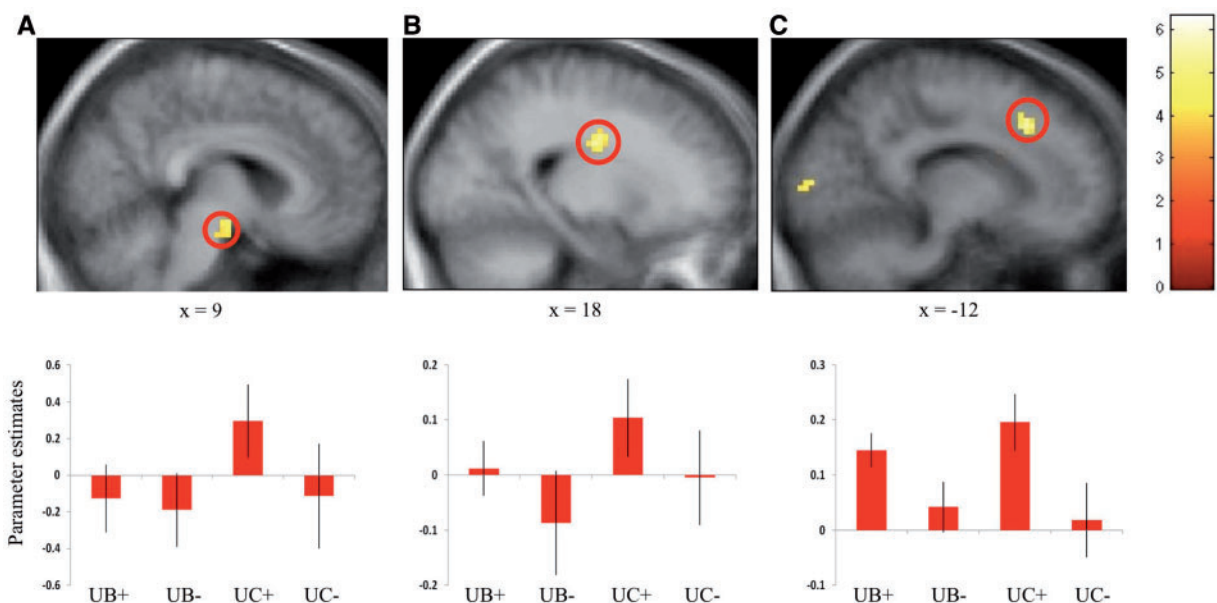 A
B
C
6
5
4
3
2
1
0
x = 9
x = 18
x = -12
Parameter estimates
0.6
0.4
0.2
0
-0.2
-0.4
-0.6
UB+ UB- UC+ UC-
0.2
0.1
0
-0.1
-0.2
UB+ UB- UC+ UC-
0.3
0.2
0.1
0
-0.1
UB+ UB- UC+ UC-